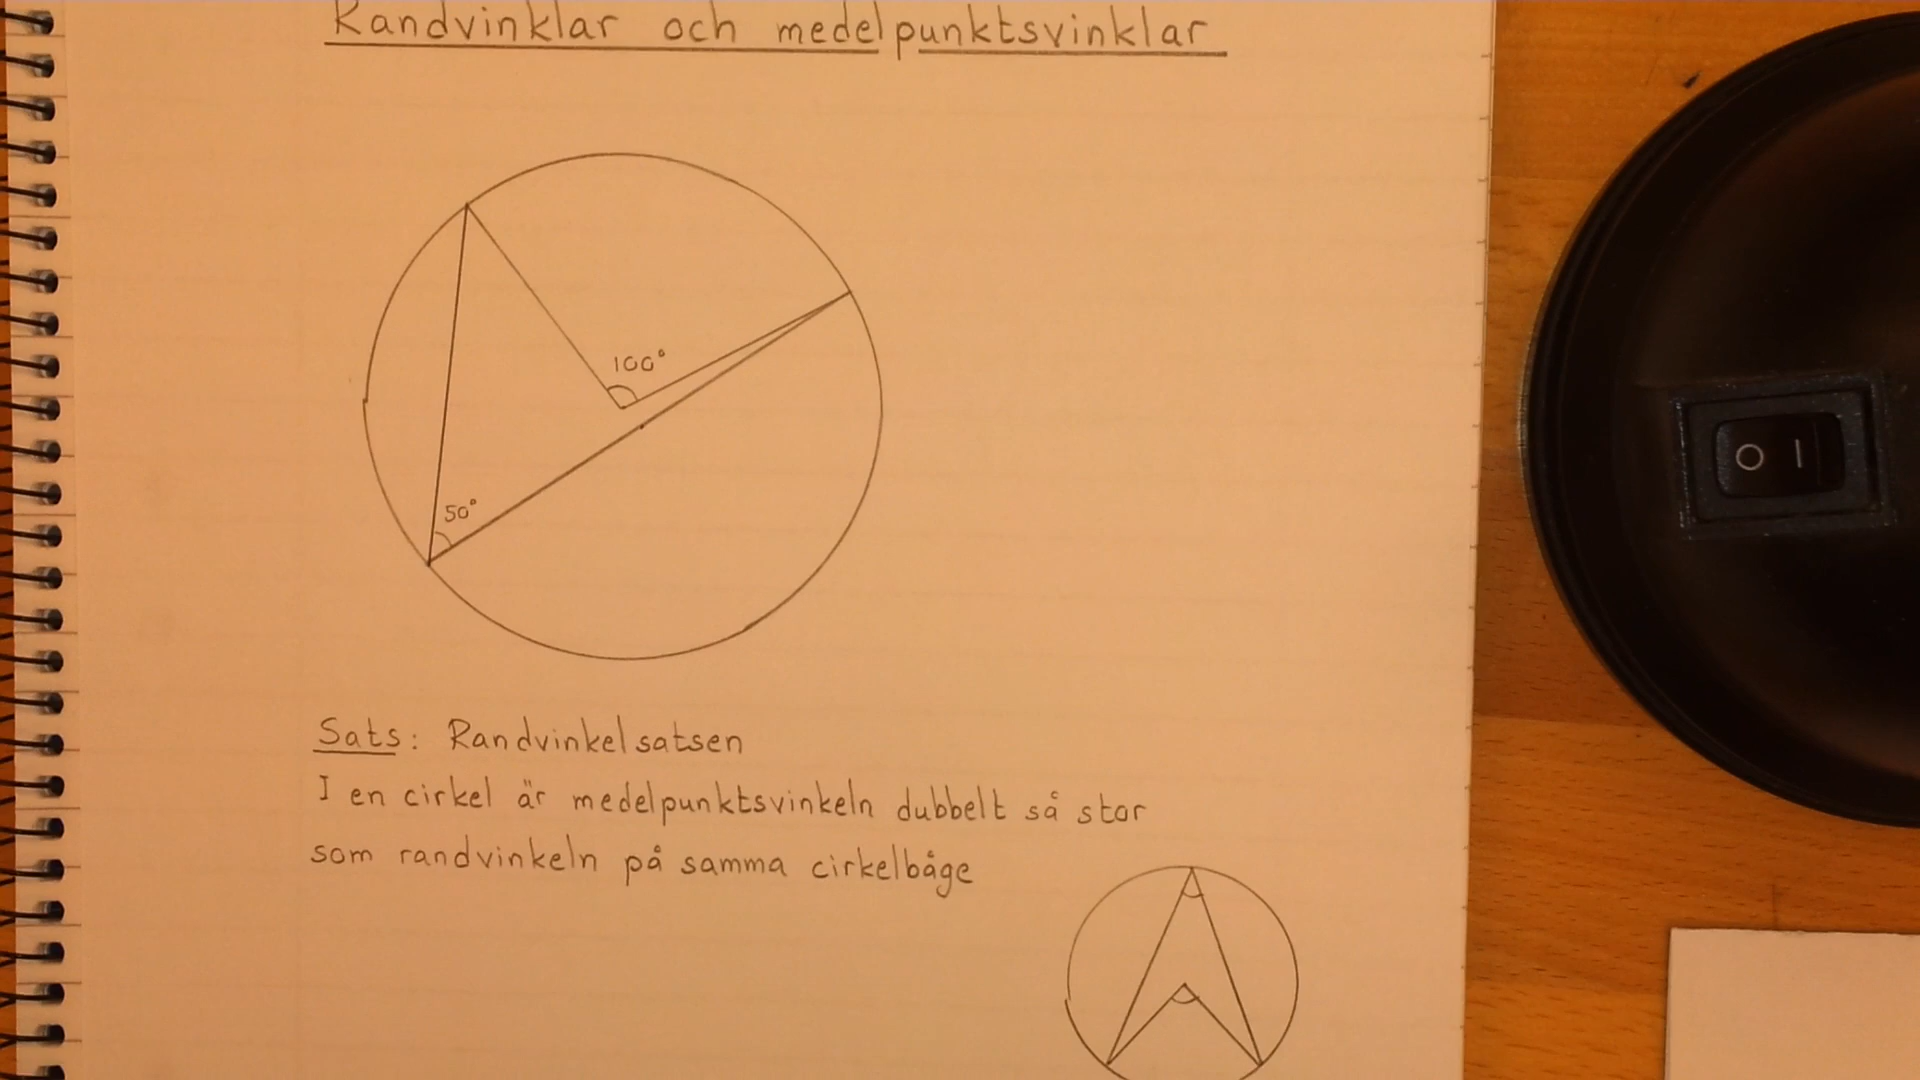 Randvinklar och medelpunktsvinklar
100°
50°
Sats: Randvinkelsatsen
I en cirkel är medelpunktsvinkeln dubbelt så stor
som randvinkeln på samma cirkelbåge
O I